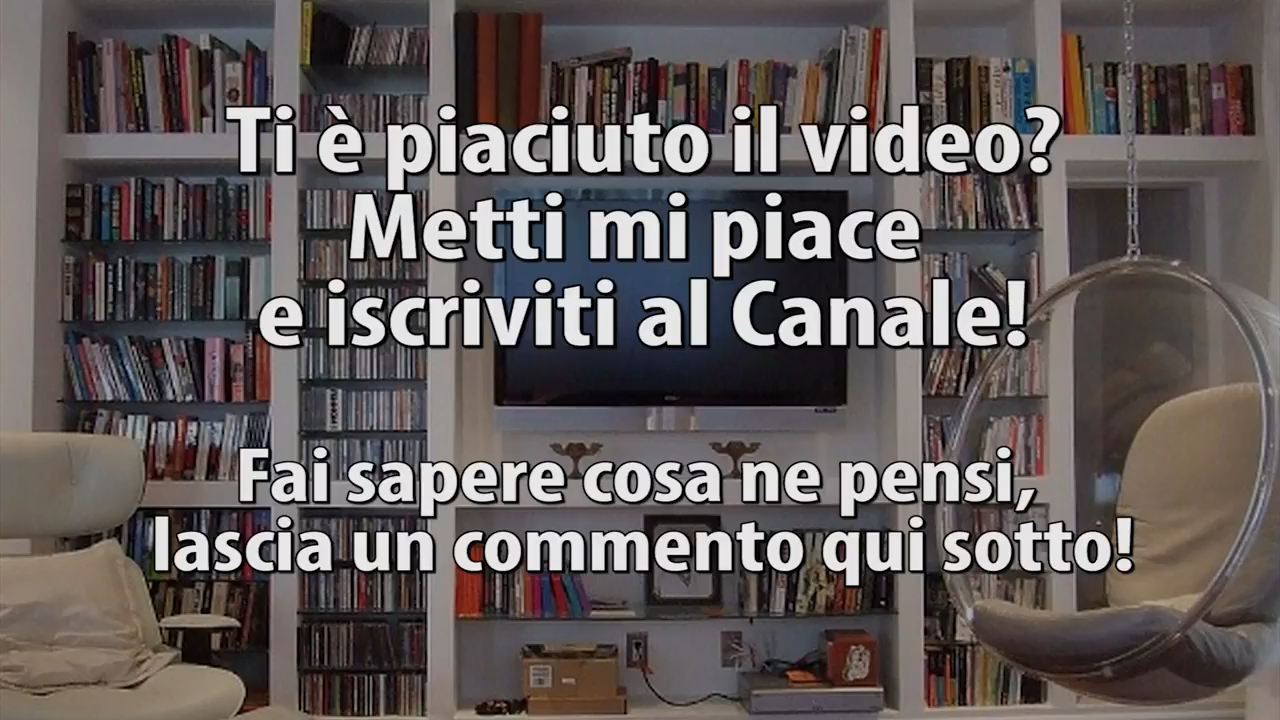 Ti è piaciuto il video?
Metti mi piace
e iscriviti al Canale!
Fai sapere cosa ne pensi,
lascia un commento qui sotto!